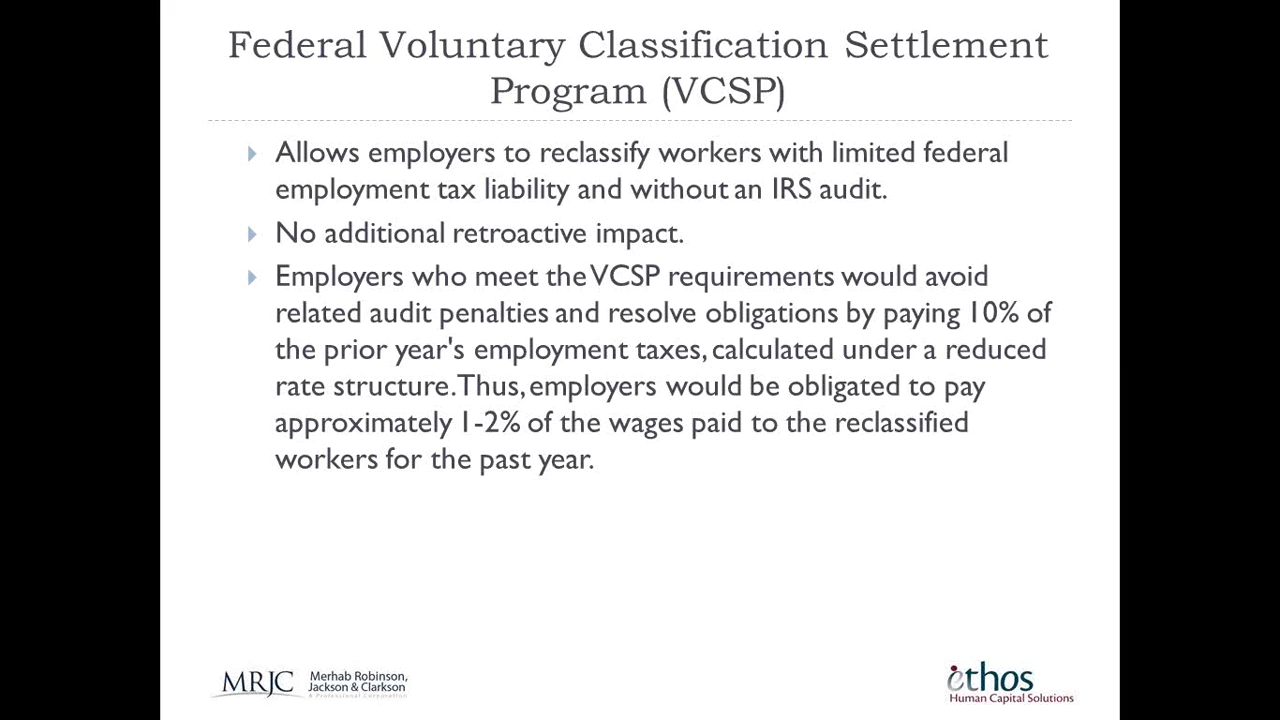 Federal Voluntary Classification Settlement
Program (VCSP)
Allows employers to reclassify workers with limited federal
employment tax liability and without an IRS audit.
No additional retroactive impact.
Employers who meet the VCSP requirements would avoid
related audit penalties and resolve obligations by paying 10% of
the prior year's employment taxes, calculated under a reduced
rate structure. Thus, employers would be obligated to pay
approximately 1-2% of the wages paid to the reclassified
workers for the past year.
MRJC
Merhab Robinson,
Jackson & Clarkson
A Professional Corporation
ethos
Human Capital Solutions